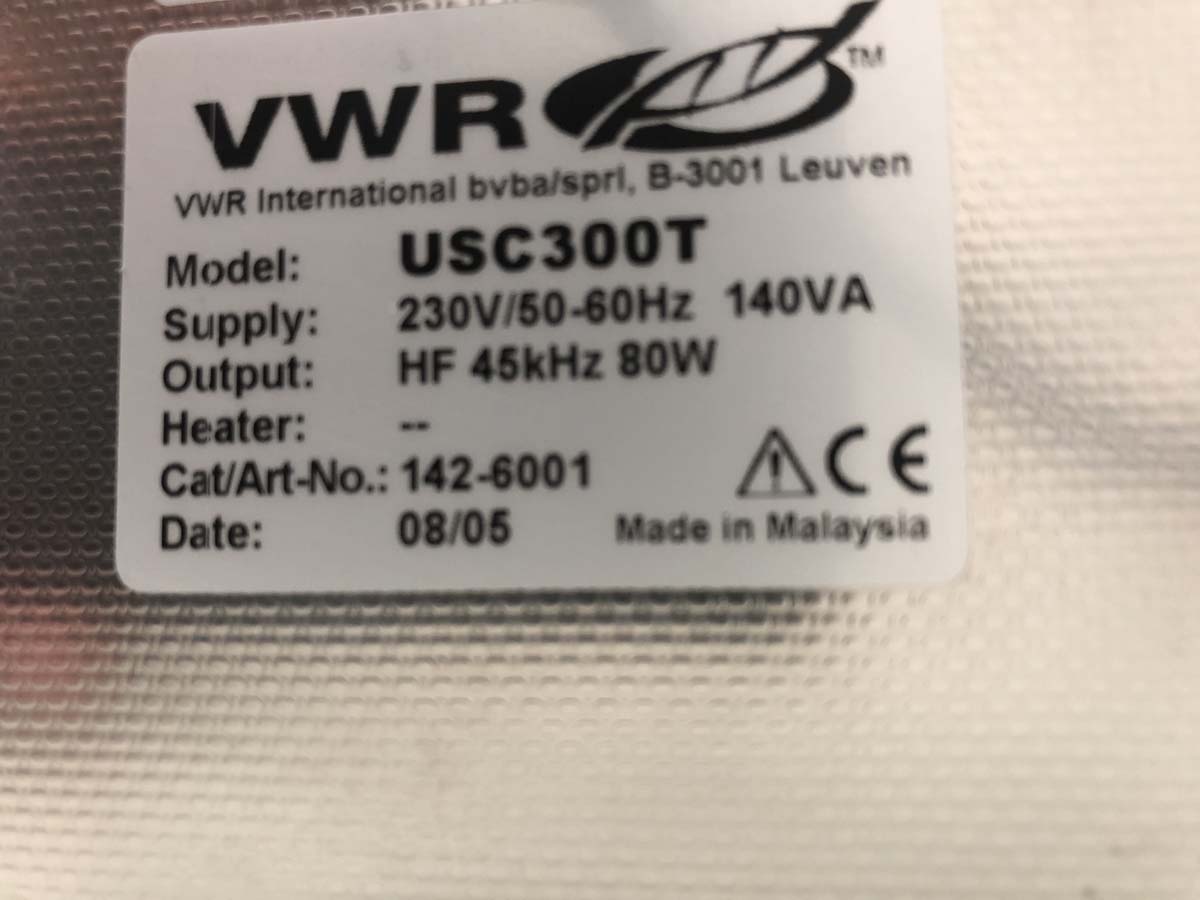 VWR TM
VWR International bvba/sprl, B-3001 Leuven
Model: USC300T
Supply: 230V/50-60Hz 140VA
Output: HF 45kHz 80W
Heater: --
Cat/Art-No.: 142-6001
CE
Date: 08/05 Made in Malaysia